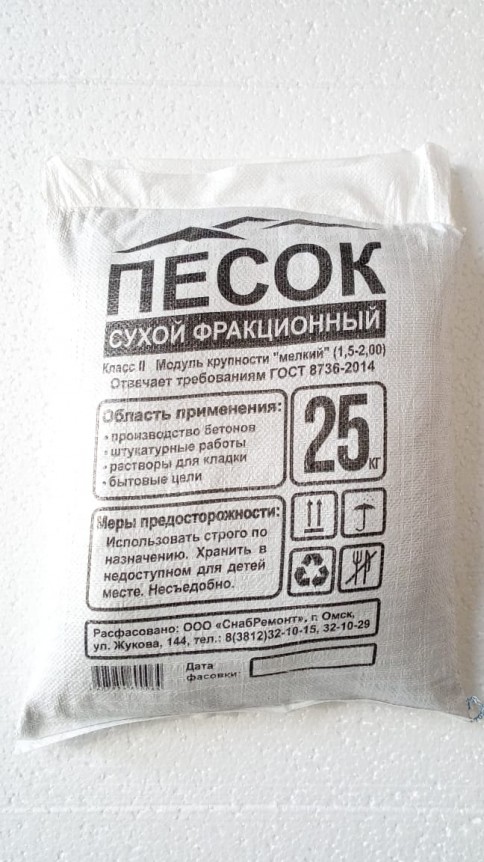 ПЕСОК
СУХОЙ ФРАКЦИОННЫЙ
Класс II Модуль крупности "мелкий" (1,5-2,00)
Отвечает требованиям ГОСТ 8736-2014
Область применения:
• производство бетонов
• штукатурные работы
• растворы для кладки
• бытовые цели
25 кг
Меры предосторожности:
Использовать строго по
назначению. Хранить в
недоступном для детей
месте. Несъедобно.
Расфасовано: ООО «СнабРемонт», г. Омск,
ул. Жукова, 144, тел.: 8(3812)32-10-15, 32-10-29
Дата
фасовки: